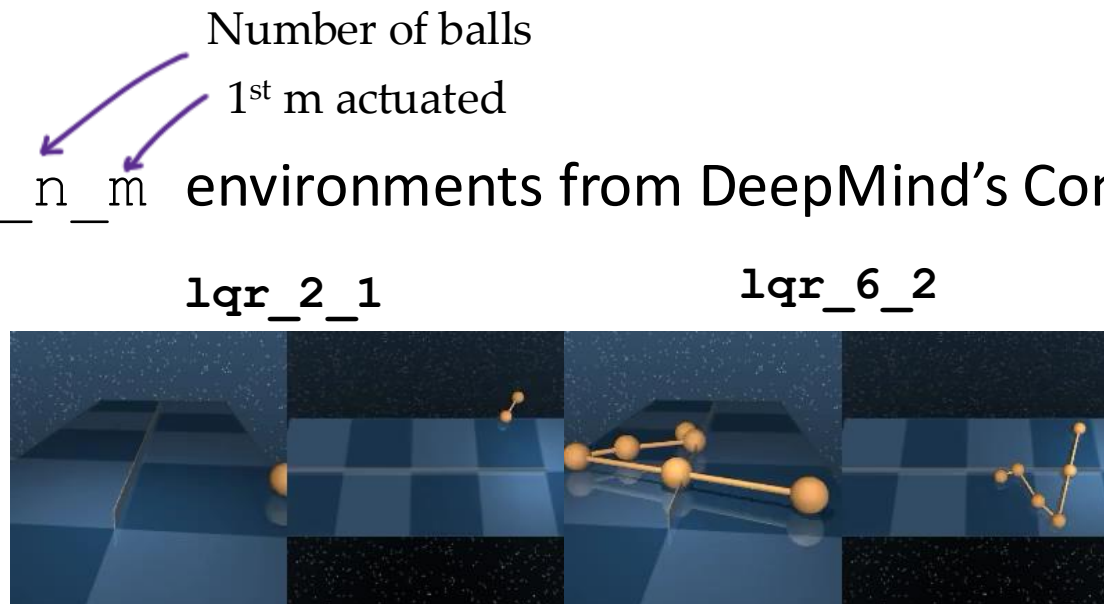 Number of balls
1st m actuated
_n_m environments from DeepMind’s Con
lqr_2_1
lqr_6_2